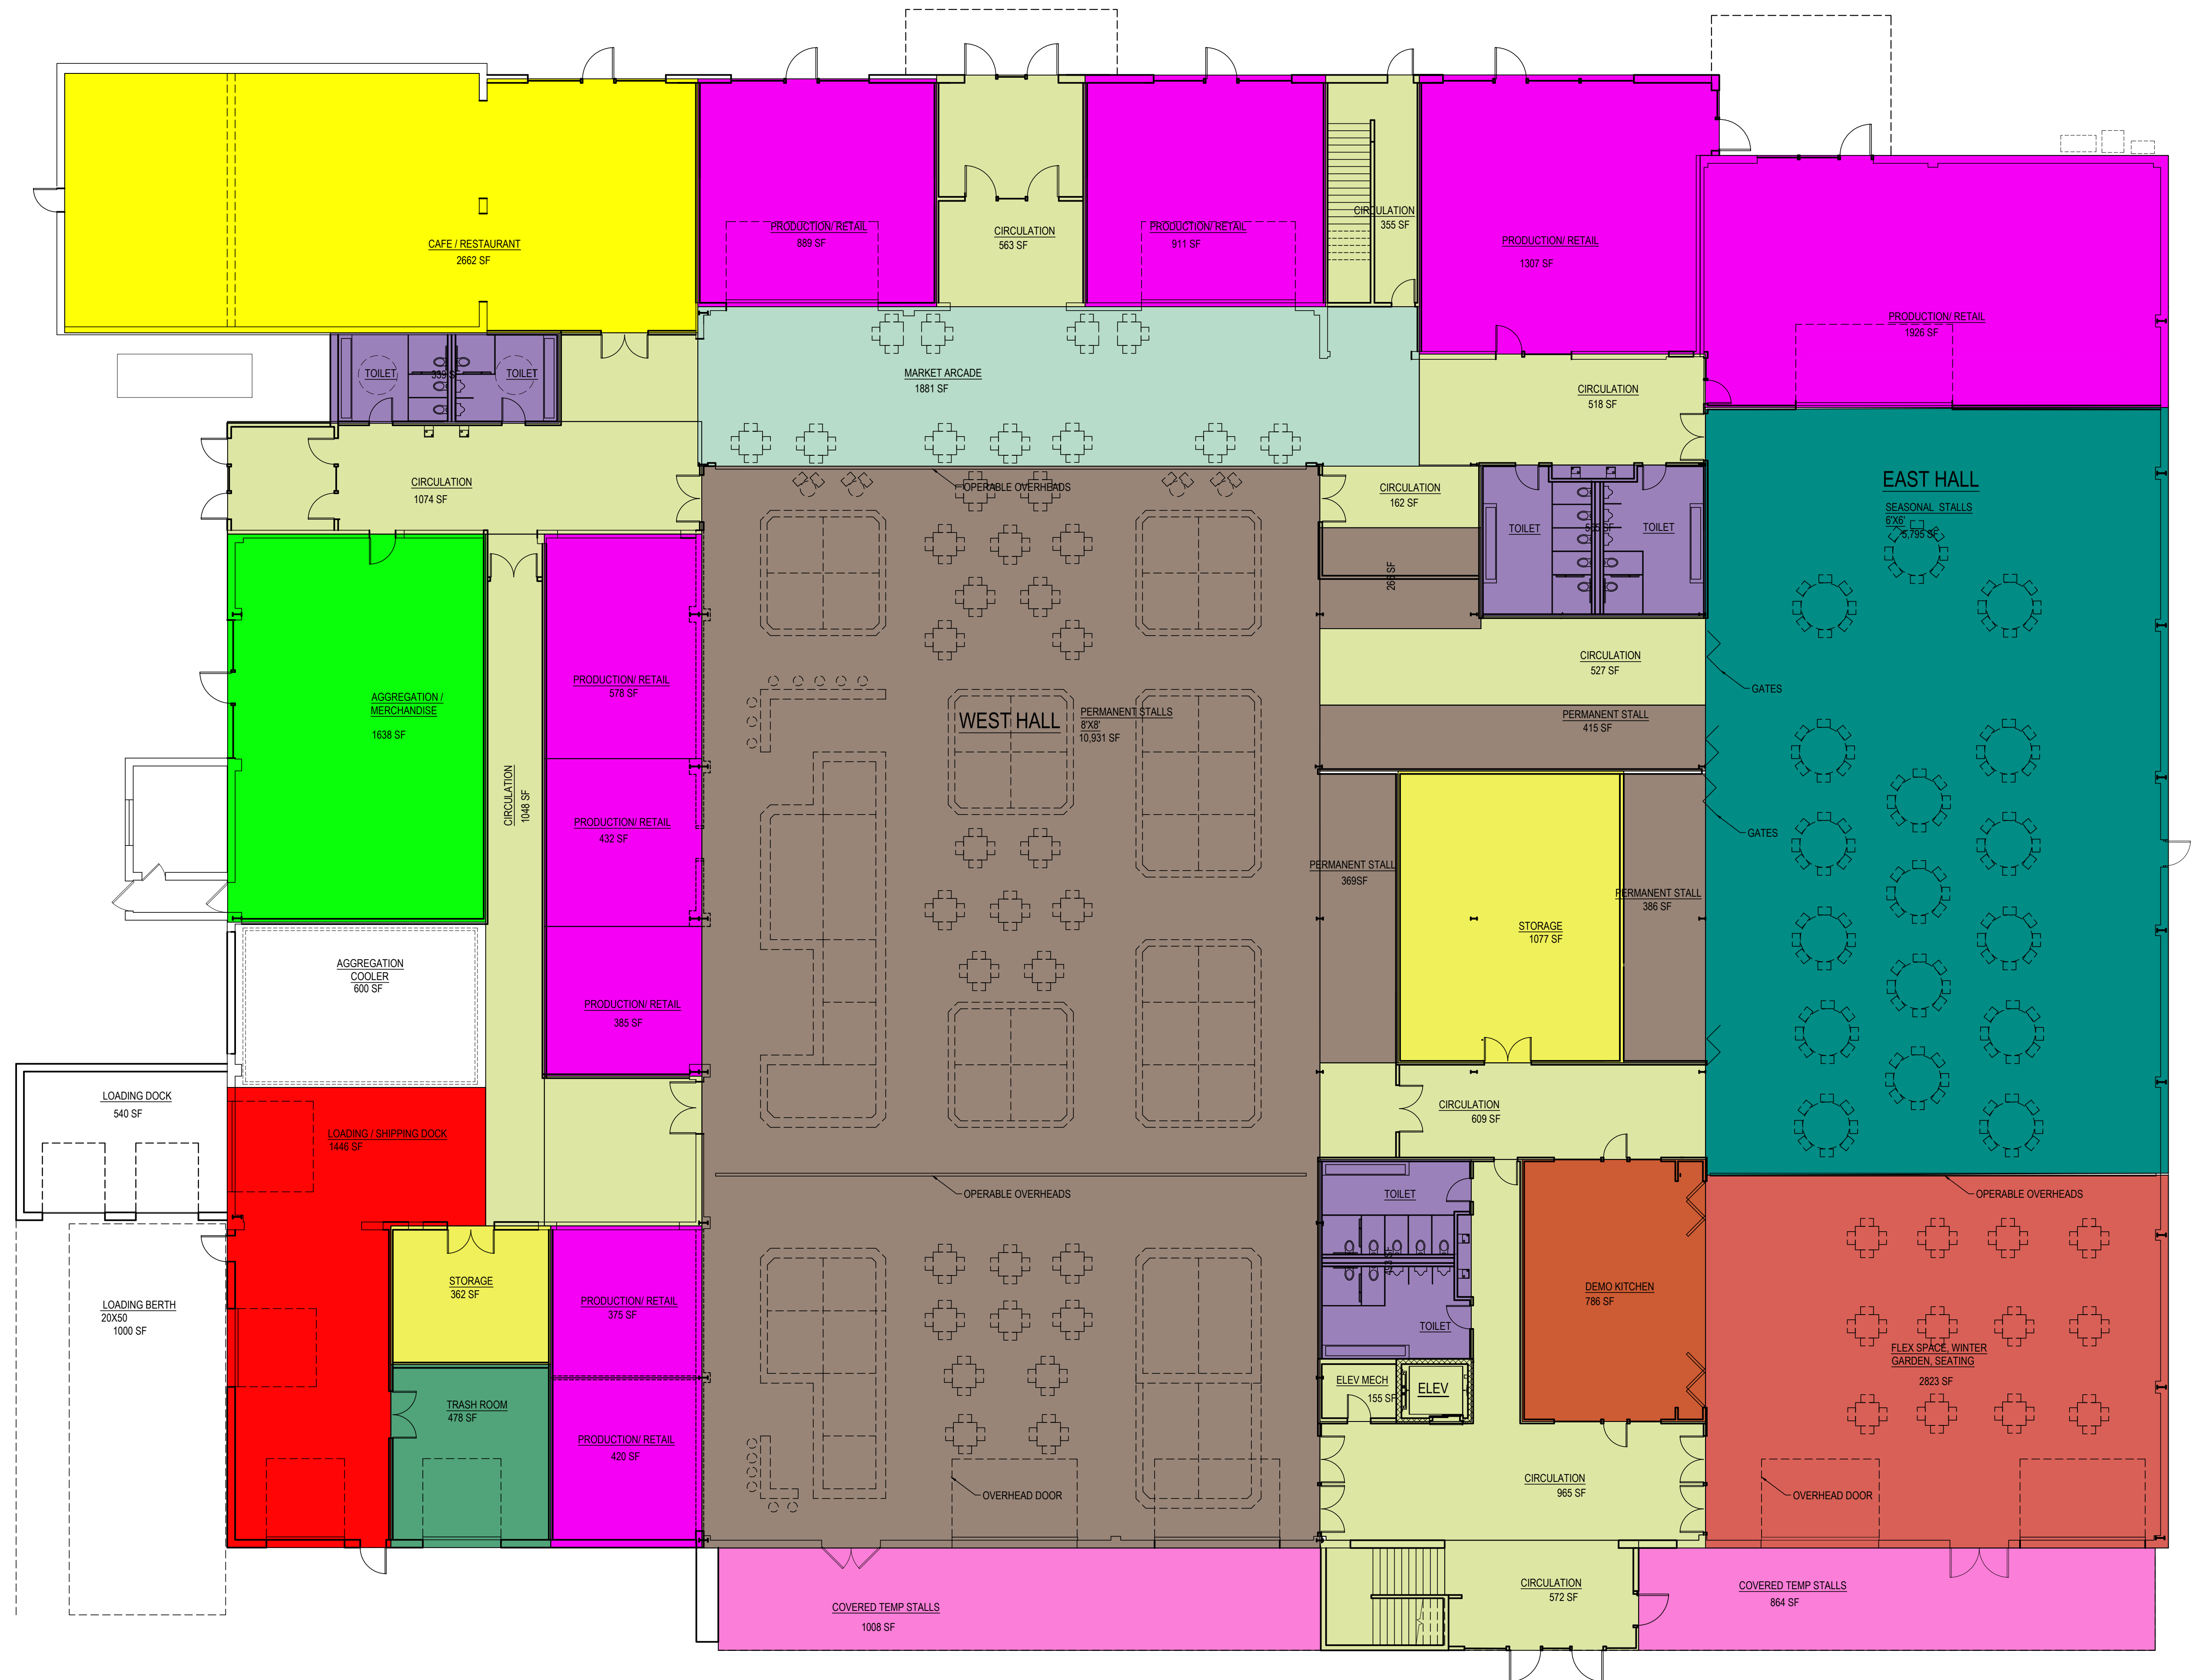 CAFE / RESTAURANT
2662 SF
PRODUCTION/ RETAIL
889 SF
CIRCULATION
563 SF
PRODUCTION/ RETAIL
911 SF
CIRCULATION
355 SF
PRODUCTION/ RETAIL
1307 SF
PRODUCTION/ RETAIL
1926 SF
TOILET
339 SF
TOILET
MARKET ARCADE
1881 SF
CIRCULATION
518 SF
CIRCULATION
1074 SF
OPERABLE OVERHEADS
CIRCULATION
162 SF
TOILET
TOILET
EAST HALL
SEASONAL STALLS
6'X6'
5,795 SF
CIRCULATION
527 SF
GATES
AGGREGATION /
MERCHANDISE
1638 SF
PRODUCTION/ RETAIL
578 SF
WEST HALL
PERMANENT STALLS
8'X8'
10,931 SF
PERMANENT STALL
415 SF
CIRCULATION
1048 SF
PRODUCTION/ RETAIL
432 SF
GATES
PERMANENT STALL
369SF
PERMANENT STALL
386 SF
STORAGE
1077 SF
AGGREGATION
COOLER
600 SF
PRODUCTION/ RETAIL
385 SF
LOADING DOCK
540 SF
LOADING / SHIPPING DOCK
1446 SF
CIRCULATION
609 SF
OPERABLE OVERHEADS
TOILET
493 SF
TOILET
OPERABLE OVERHEADS
LOADING BERTH
20X50
1000 SF
STORAGE
362 SF
PRODUCTION/ RETAIL
375 SF
DEMO KITCHEN
786 SF
FLEX SPACE, WINTER
GARDEN, SEATING
2823 SF
ELEV MECH
155 SF
ELEV
TRASH ROOM
478 SF
PRODUCTION/ RETAIL
420 SF
OVERHEAD DOOR
CIRCULATION
965 SF
OVERHEAD DOOR
COVERED TEMP STALLS
1008 SF
CIRCULATION
572 SF
COVERED TEMP STALLS
864 SF